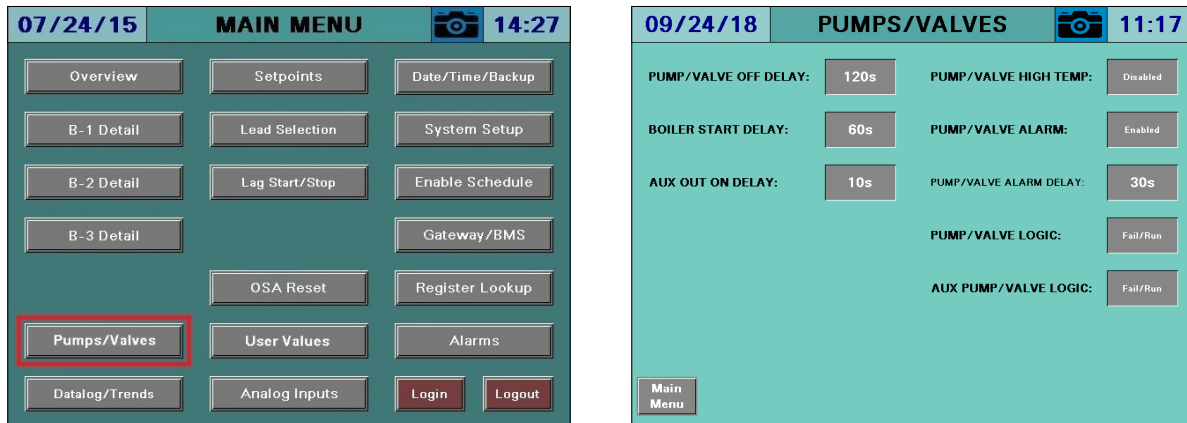 07/24/15 MAIN MENU 14:27
Overview Setpoints Date/Time/Backup
B-1 Detail Lead Selection System Setup
B-2 Detail Lag Start/Stop Enable Schedule
B-3 Detail Gateway/BMS
OSA Reset Register Lookup
Pumps/Valves User Values Alarms
Datalog/Trends Analog Inputs Login Logout
09/24/18 PUMPS/VALVES 11:17
PUMP/VALVE OFF DELAY: 120s PUMP/VALVE HIGH TEMP: Disabled
BOILER START DELAY: 60s PUMP/VALVE ALARM: Enabled
AUX OUT ON DELAY: 10s PUMP/VALVE ALARM DELAY: 30s
PUMP/VALVE LOGIC: Fail/Run
AUX PUMP/VALVE LOGIC: Fail/Run
Main
Menu